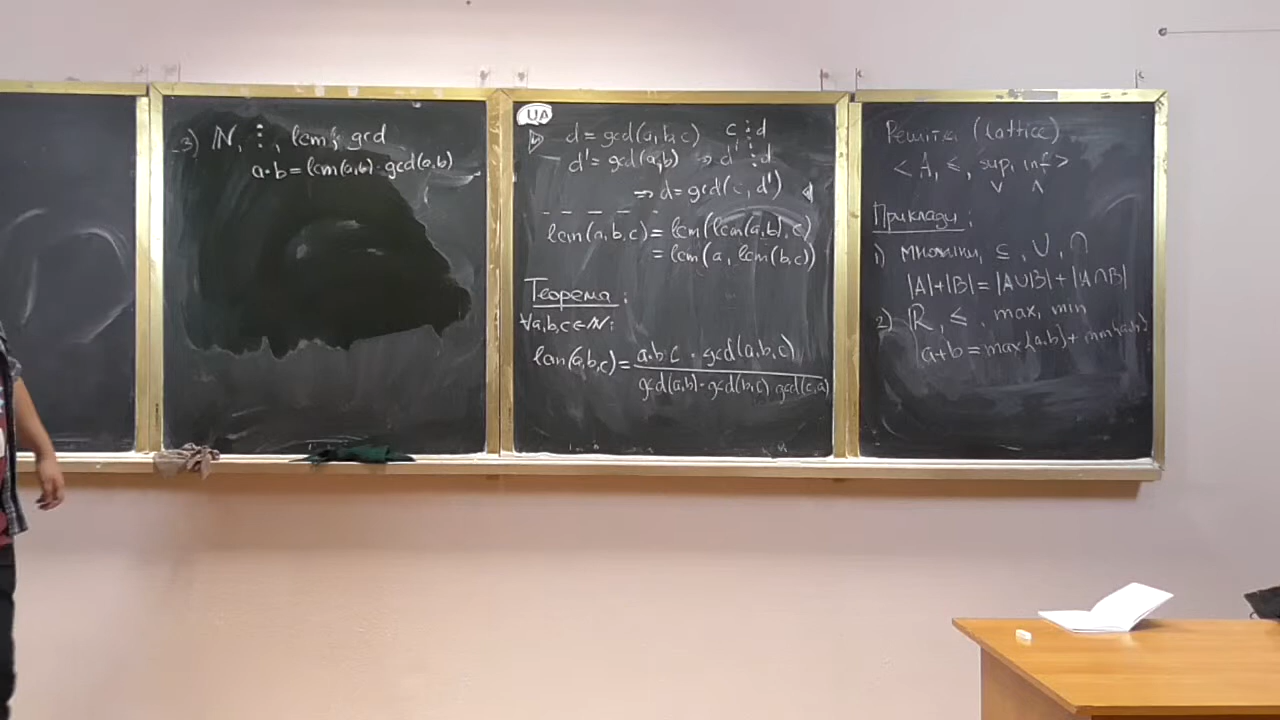 3) ℕ, ⋮, lcm, gcd
a·b = lcm(a,b)·gcd(a,b)
UA
d = gcd(a,b,c) c ⋮ d
d' = gcd(a,b) ⇒ d' ⋮ d
⇒ d = gcd(c, d')
lcm(a,b,c) = lcm(lcm(a,b), c)
= lcm(a, lcm(b,c))
Теорема:
∀a,b,c ∈ ℕ:
lcm(a,b,c) = a·b·c · gcd(a,b,c)
gcd(a,b)·gcd(b,c)·gcd(c,a)
Решітка (lattice)
< A, ≤, sup, inf >
∨ ∧
Приклади:
1) множини, ⊆, ∪, ∩
|A|+|B| = |A∪B| + |A∩B|
2) ℝ, ≤, max, min
a+b = max{a,b} + min{a,b}